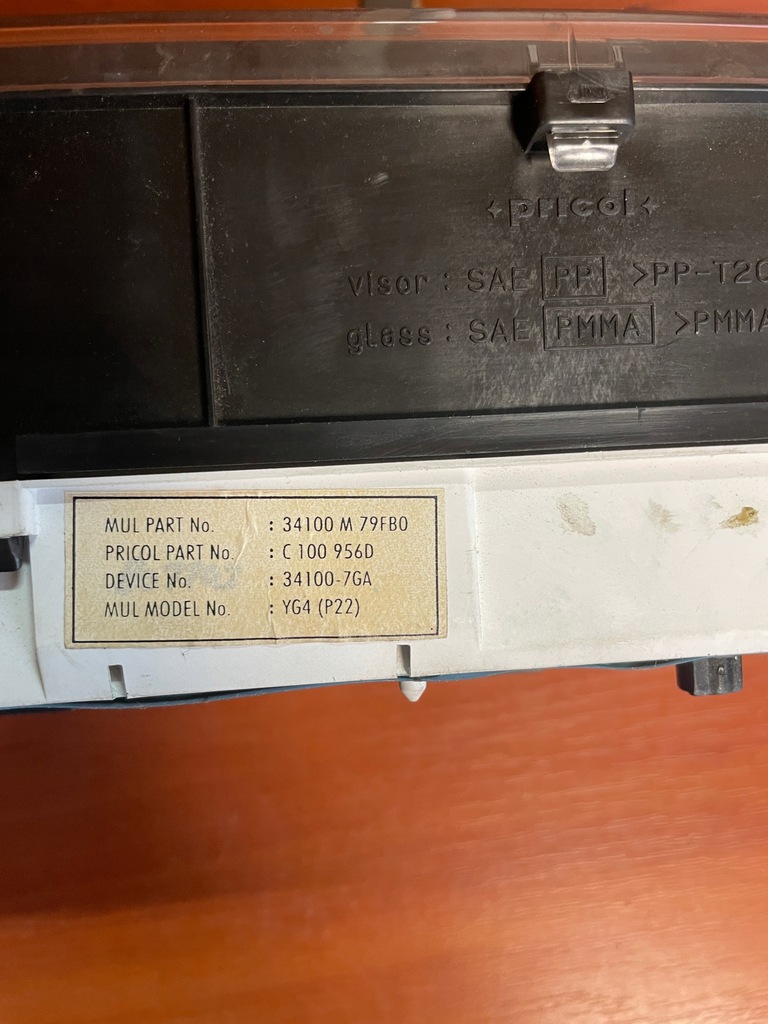 pricol
visor : SAE PP >PP-T20
glass : SAE PMMA >PMMA
MUL PART No. : 34100 M 79FB0
PRICOL PART No. : C 100 956D
DEVICE No. : 34100-7GA
MUL MODEL No. : YG4 (P22)